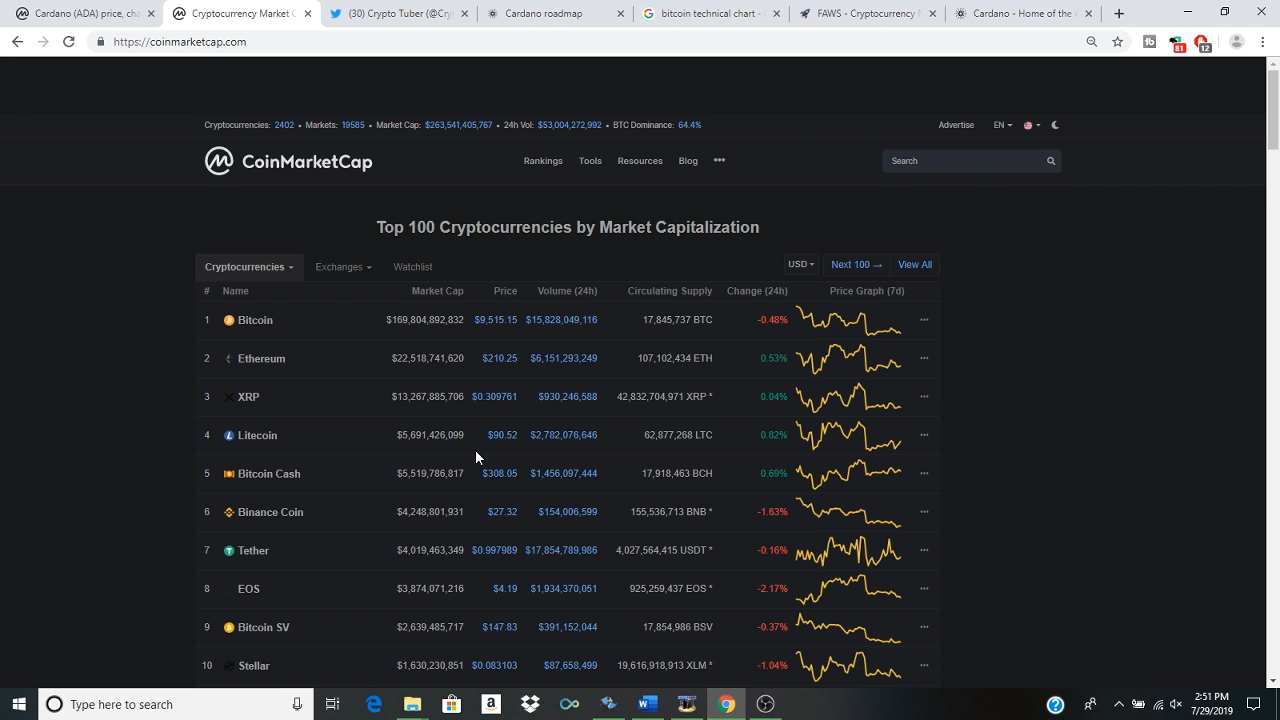 Cardano (ADA) price, cha
Cryptocurrency Market C
(30) Crypto Tuber (@Cry
Cardano roadmap
bitcoin technical chart -
FAWS - Cryptocurrency
Cardano - Home of the A
https://coinmarketcap.com
81
12
Cryptocurrencies: 2402 • Markets: 19585 • Market Cap: $263,541,405,767 • 24h Vol: $53,004,272,992 • BTC Dominance: 64.4%
Advertise EN
CoinMarketCap
Rankings Tools Resources Blog •••
Search
Top 100 Cryptocurrencies by Market Capitalization
Cryptocurrencies Exchanges Watchlist USD Next 100 → View All
# Name Market Cap Price Volume (24h) Circulating Supply Change (24h) Price Graph (7d)
1 Bitcoin $169,804,892,832 $9,515.15 $15,828,049,116 17,845,737 BTC -0.48%
2 Ethereum $22,518,741,620 $210.25 $6,151,293,249 107,102,434 ETH 0.53%
3 XRP $13,267,885,706 $0.309761 $930,246,588 42,832,704,971 XRP * 0.04%
4 Litecoin $5,691,426,099 $90.52 $2,782,076,646 62,877,268 LTC 0.82%
5 Bitcoin Cash $5,519,786,817 $308.05 $1,456,097,444 17,918,463 BCH 0.69%
6 Binance Coin $4,248,801,931 $27.32 $154,006,599 155,536,713 BNB * -1.63%
7 Tether $4,019,463,349 $0.997989 $17,854,789,986 4,027,564,415 USDT * -0.16%
8 EOS $3,874,071,216 $4.19 $1,934,370,051 925,259,437 EOS * -2.17%
9 Bitcoin SV $2,639,485,717 $147.83 $391,152,044 17,854,986 BSV -0.37%
10 Stellar $1,630,230,851 $0.083103 $87,658,499 19,616,918,913 XLM * -1.04%
Type here to search
2:51 PM
7/29/2019